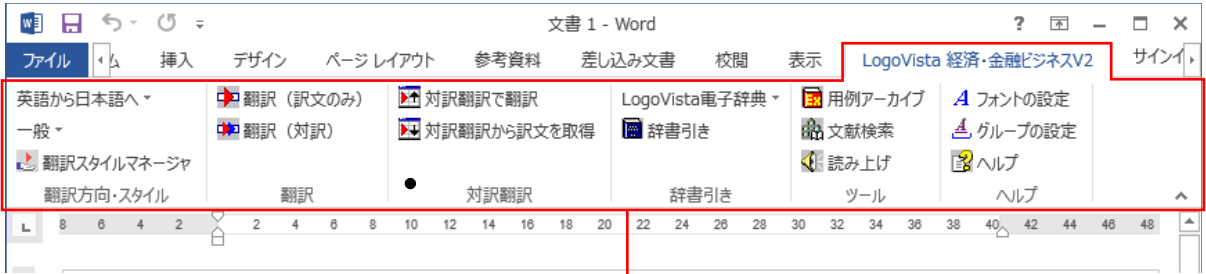 文書 1 - Word
ファイル ム 挿入 デザイン ページ レイアウト 参考資料 差し込み文書 校閲 表示 LogoVista 経済・金融ビジネスV2 サインイ
英語から日本語へ 翻訳（訳文のみ） 対訳翻訳で翻訳 LogoVista電子辞典 用例アーカイブ フォントの設定
一般 翻訳（対訳） 対訳翻訳から訳文を取得 辞書引き 文献検索 グループの設定
翻訳スタイルマネージャ 読み上げ ヘルプ
翻訳方向・スタイル 翻訳 対訳翻訳 辞書引き ツール ヘルプ
L 8 6 4 2 2 4 6 8 10 12 14 16 18 20 22 24 26 28 30 32 34 36 38 40 42 44 46 48